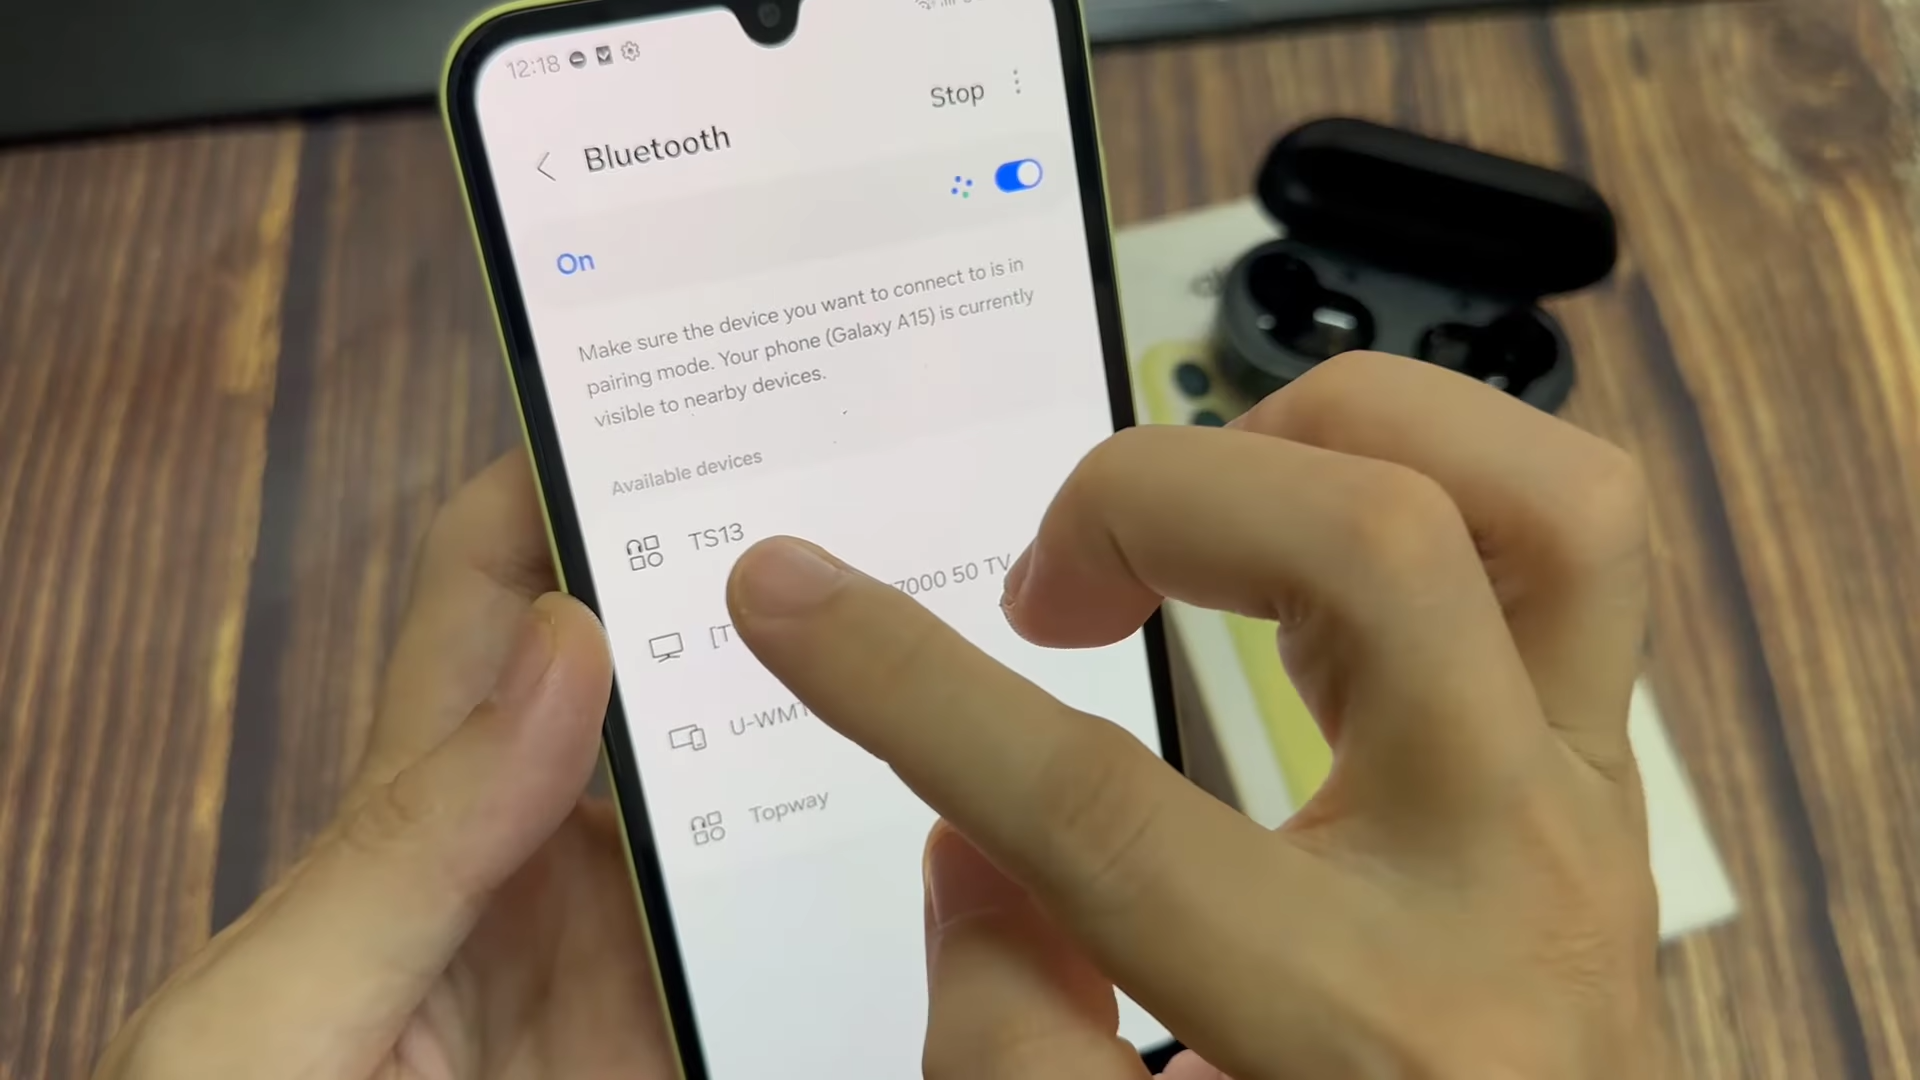 12:18
Stop
Bluetooth
On
Make sure the device you want to connect to is in
pairing mode. Your phone (Galaxy A15) is currently
visible to nearby devices.
Available devices
TS13
7000 50 TV
U-WMT
Topway